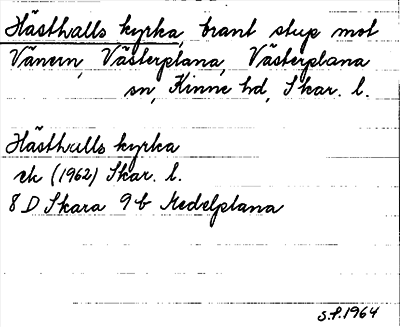 Hästhalls kyrka, brant stup mot
Vänern, Västerplana, Västerplana
sn, Kinne hd, Skar. l.
Hästhalls kyrka
ek (1962) Skar. l.
8 D Skara 9 b Medelplana
S.P. 1964